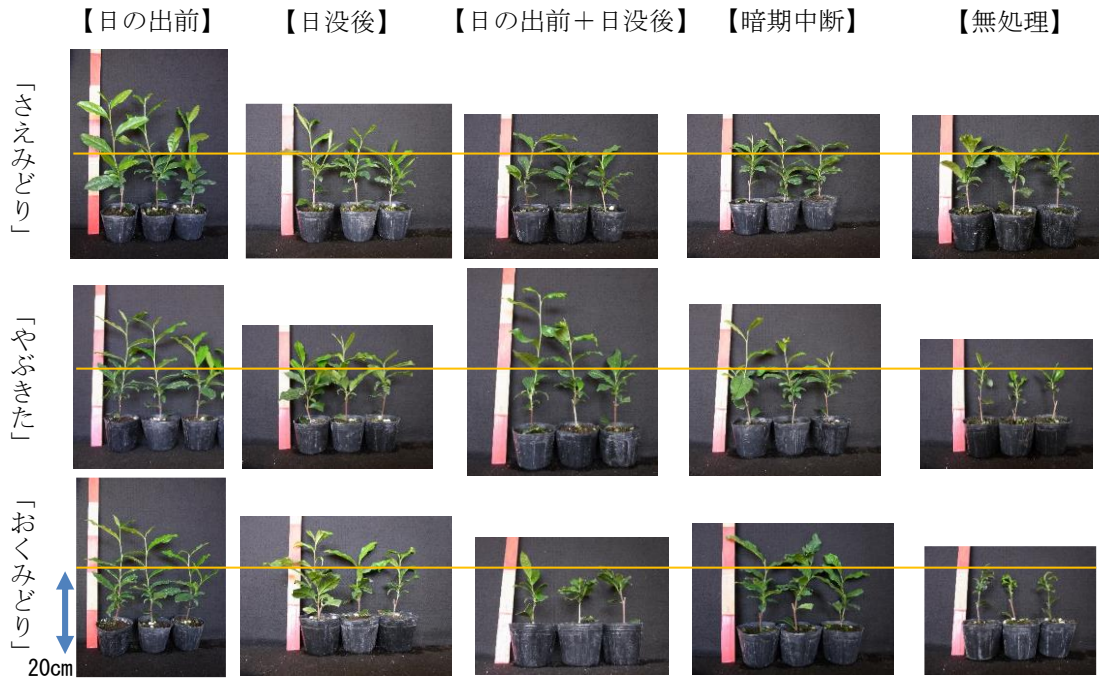 【日の出前】
【日没後】
【日の出前＋日没後】
【暗期中断】
【無処理】
「さえみどり」
「やぶきた」
「おくみどり」
20cm